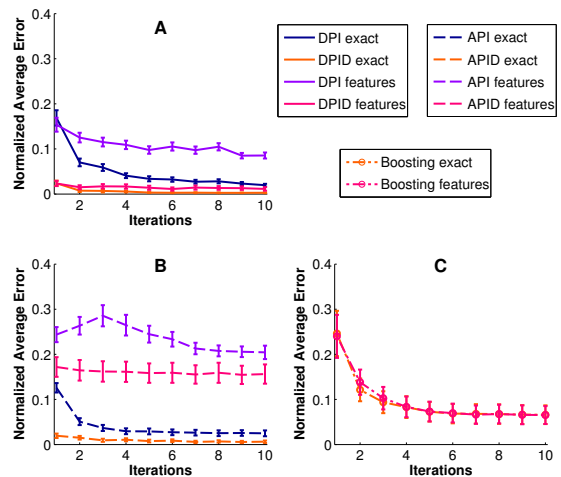 A
0.4
0.3
0.2
0.1
0
2
4
6
8
10
Iterations
Normalized Average Error
DPI exact
DPID exact
DPI features
DPID features
API exact
APID exact
API features
APID features
Boosting exact
Boosting features
B
0.4
0.3
0.2
0.1
0
2
4
6
8
10
Iterations
Normalized Average Error
C
0.4
0.3
0.2
0.1
0
2
4
6
8
10
Iterations
Normalized Average Error